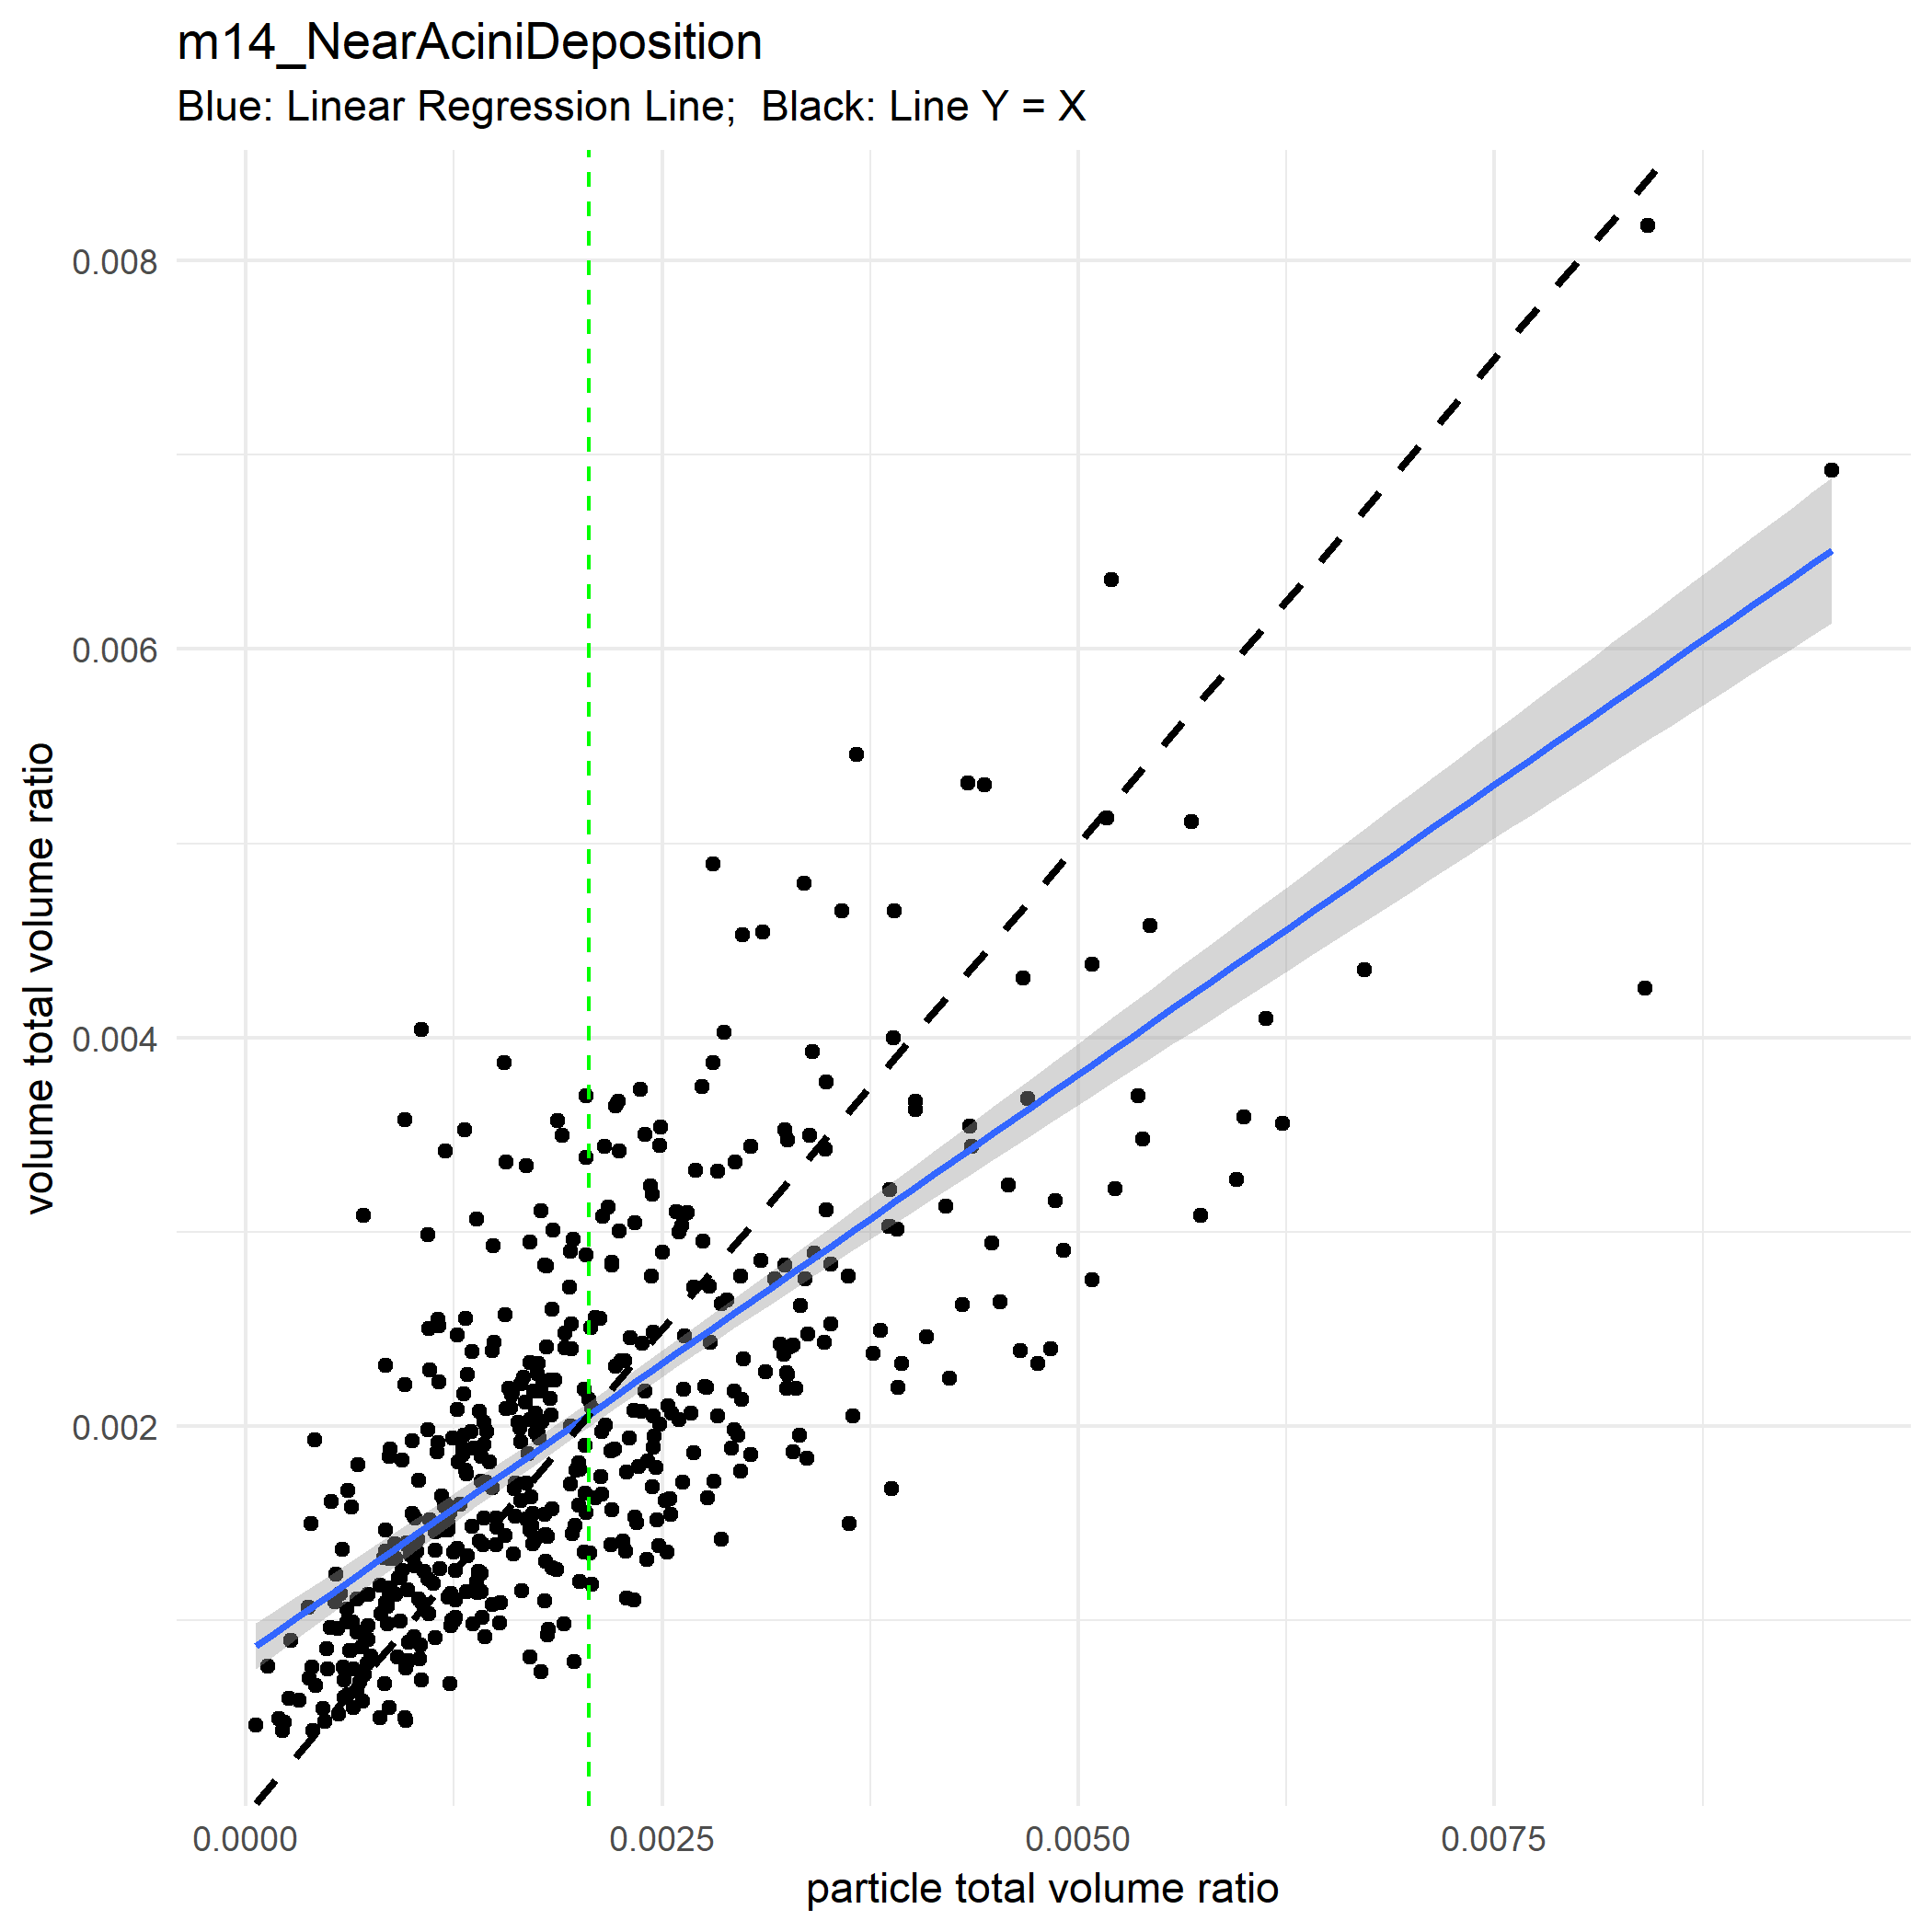 m14_NearAciniDeposition
Blue: Linear Regression Line;  Black: Line Y = X
volume total volume ratio
0.008
0.006
0.004
0.002
0.0000
0.0025
0.0050
0.0075
particle total volume ratio